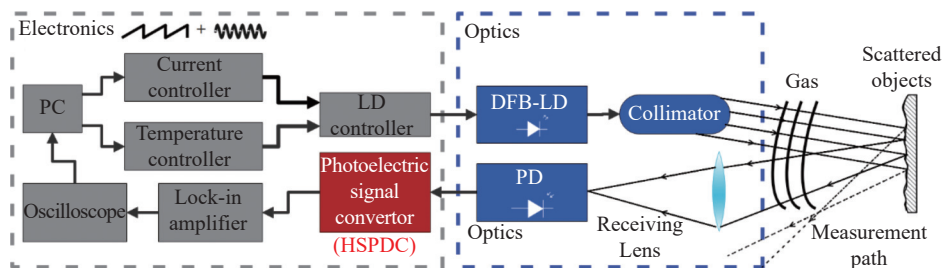 Electronics
+
Optics
Scattered
objects
Gas
Current
controller
PC
LD
controller
DFB-LD
Collimator
Temperature
controller
Photoelectric
signal
convertor
(HSPDC)
PD
Oscilloscope
Lock-in
amplifier
Optics
Receiving
Lens
Measurement
path